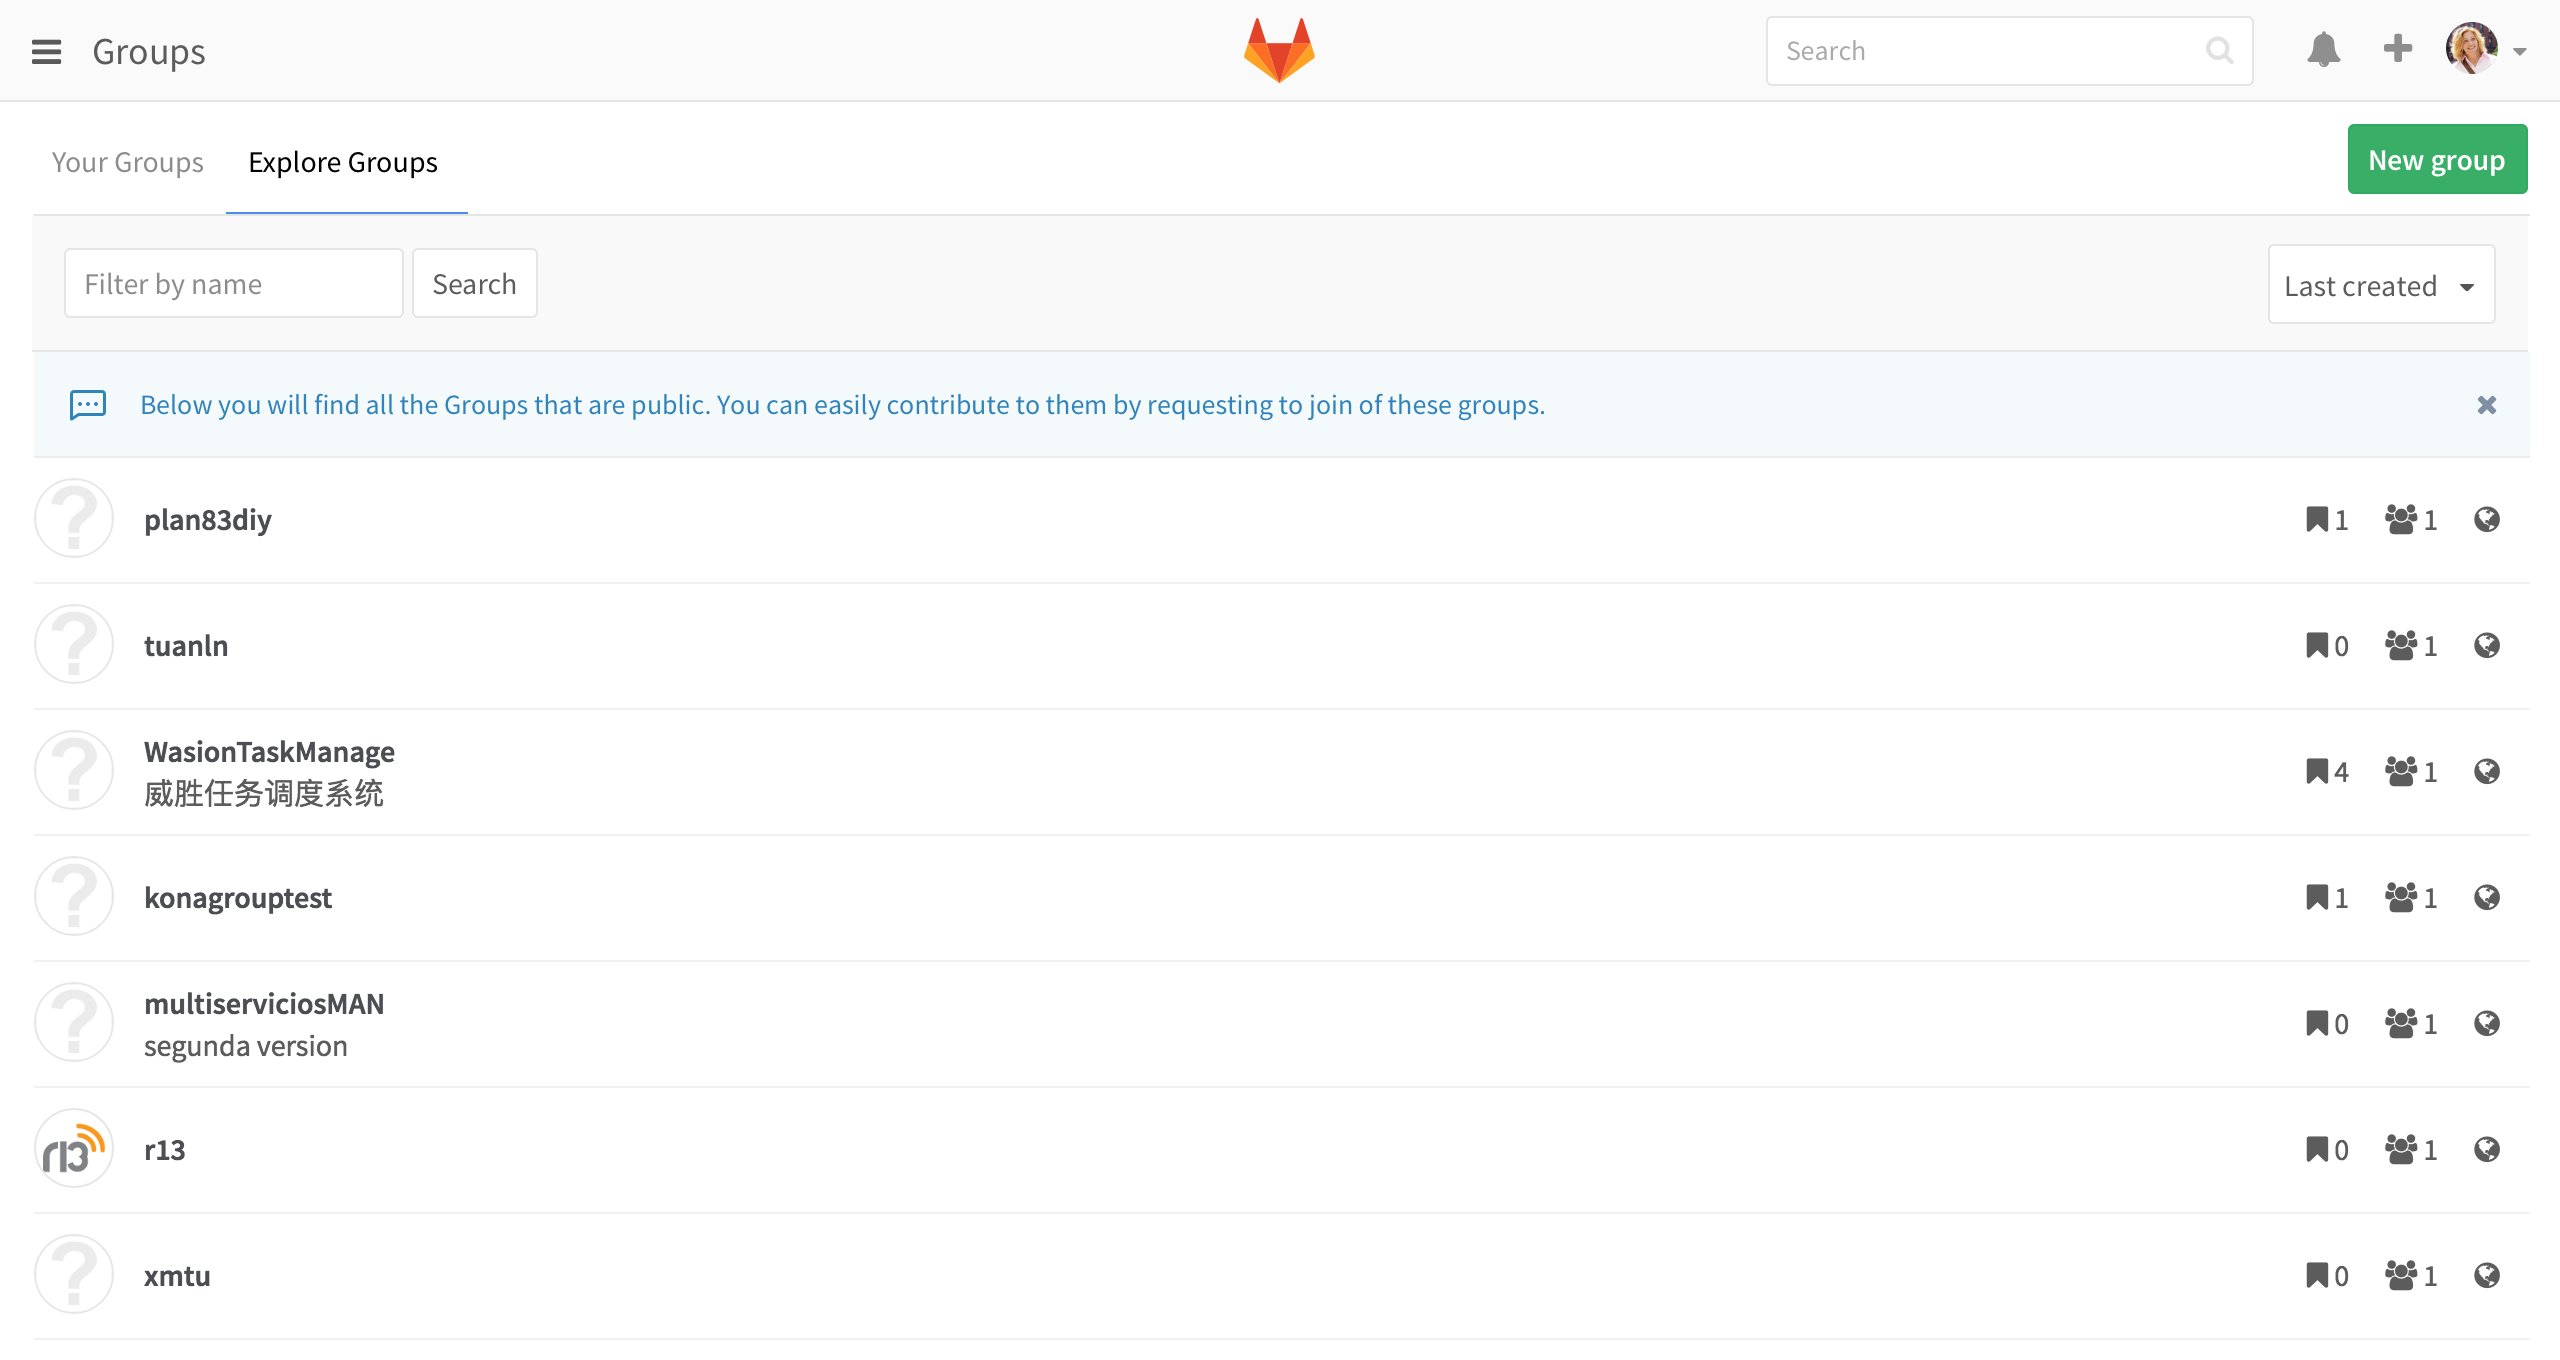 Groups
Search
Your Groups
Explore Groups
New group
Filter by name
Search
Last created
Below you will find all the Groups that are public. You can easily contribute to them by requesting to join of these groups.
plan83diy
1 1
tuanln
0 1
WasionTaskManage
威胜任务调度系统
4 1
konagrouptest
1 1
multiserviciosMAN
segunda version
0 1
r13
r13
0 1
xmtu
0 1